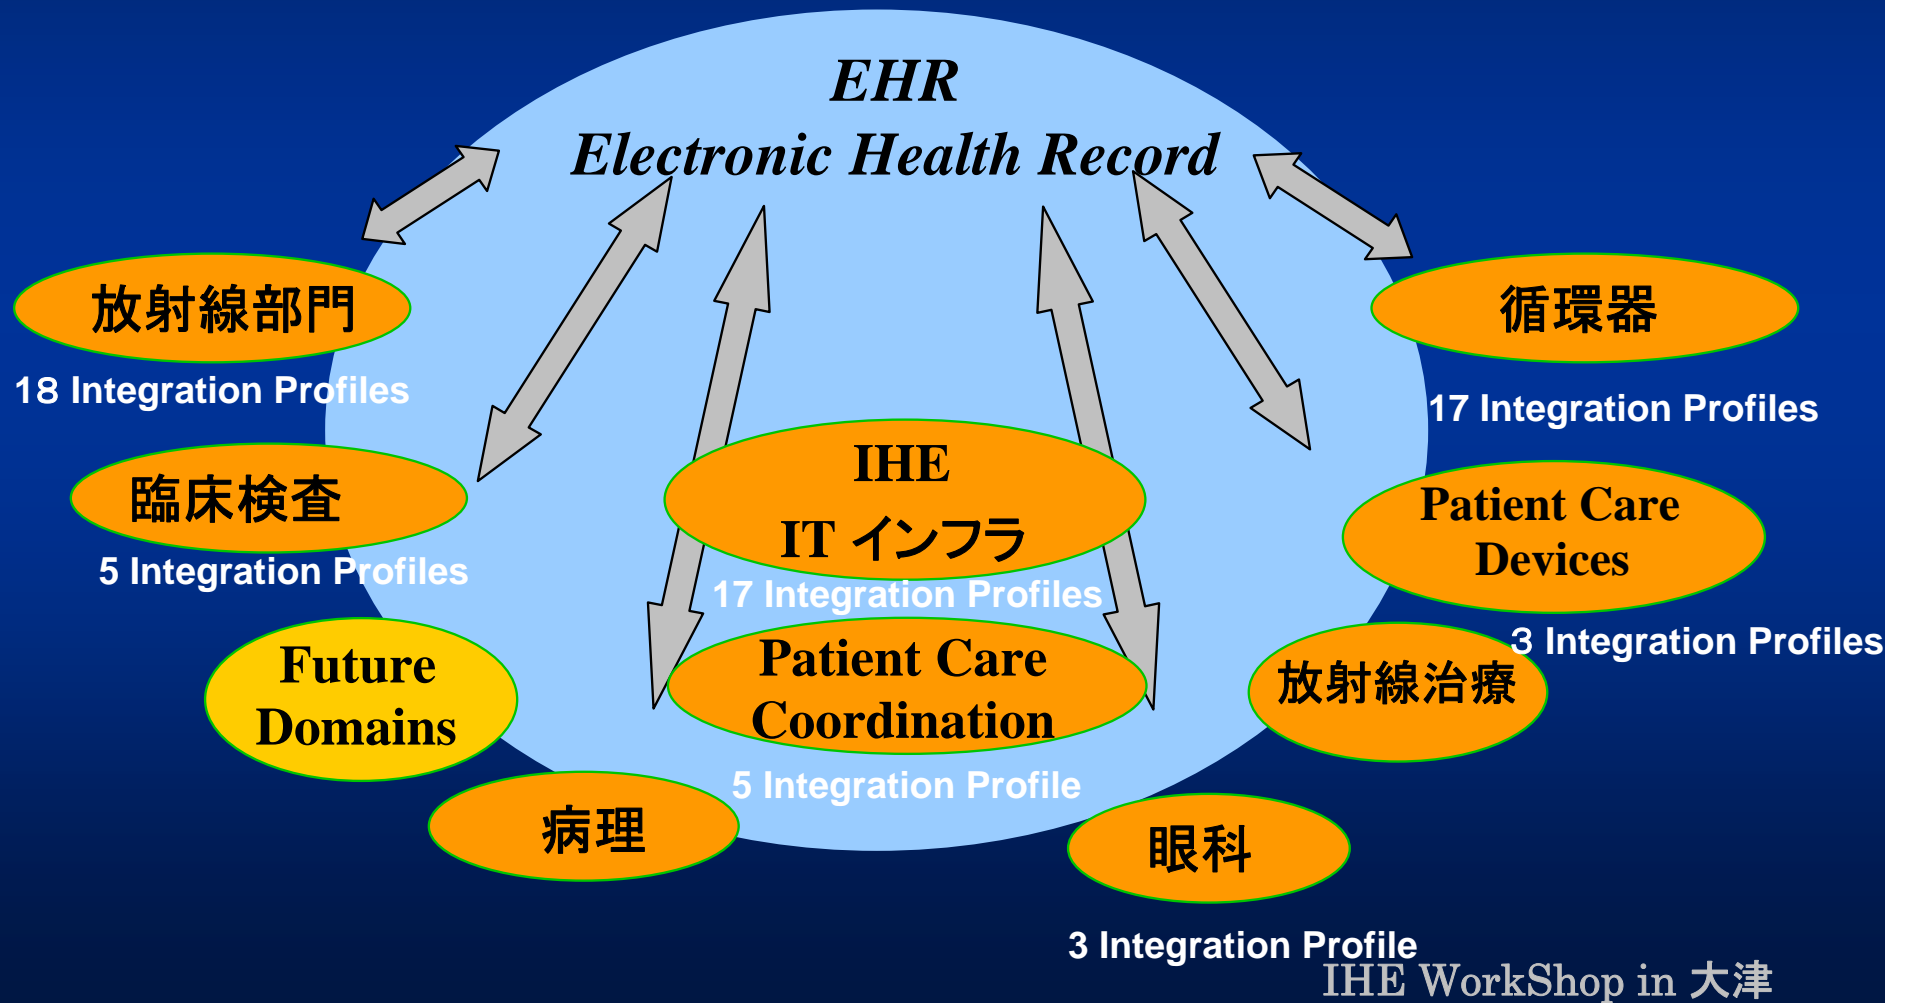 EHR
Electronic Health Record
放射線部門
18 Integration Profiles
循環器
17 Integration Profiles
臨床検査
5 Integration Profiles
IHE
IT インフラ
17 Integration Profiles
Patient Care
Devices
3 Integration Profiles
Future
Domains
Patient Care
Coordination
5 Integration Profile
放射線治療
病理
眼科
3 Integration Profile
IHE WorkShop in 大津